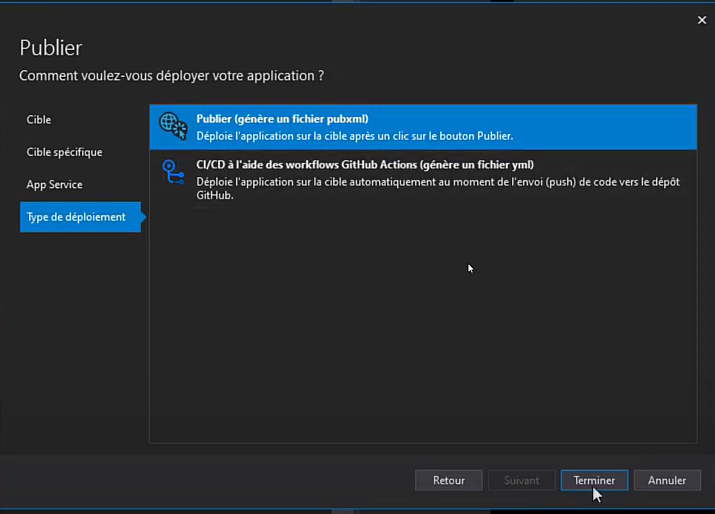 Publier
Comment voulez-vous déployer votre application ?
Cible
Cible spécifique
App Service
Type de déploiement
Publier (génère un fichier pubxml)
Déploie l'application sur la cible après un clic sur le bouton Publier.
CI/CD à l'aide des workflows GitHub Actions (génère un fichier yml)
Déploie l'application sur la cible automatiquement au moment de l'envoi (push) de code vers le dépôt
GitHub.
Retour
Suivant
Terminer
Annuler